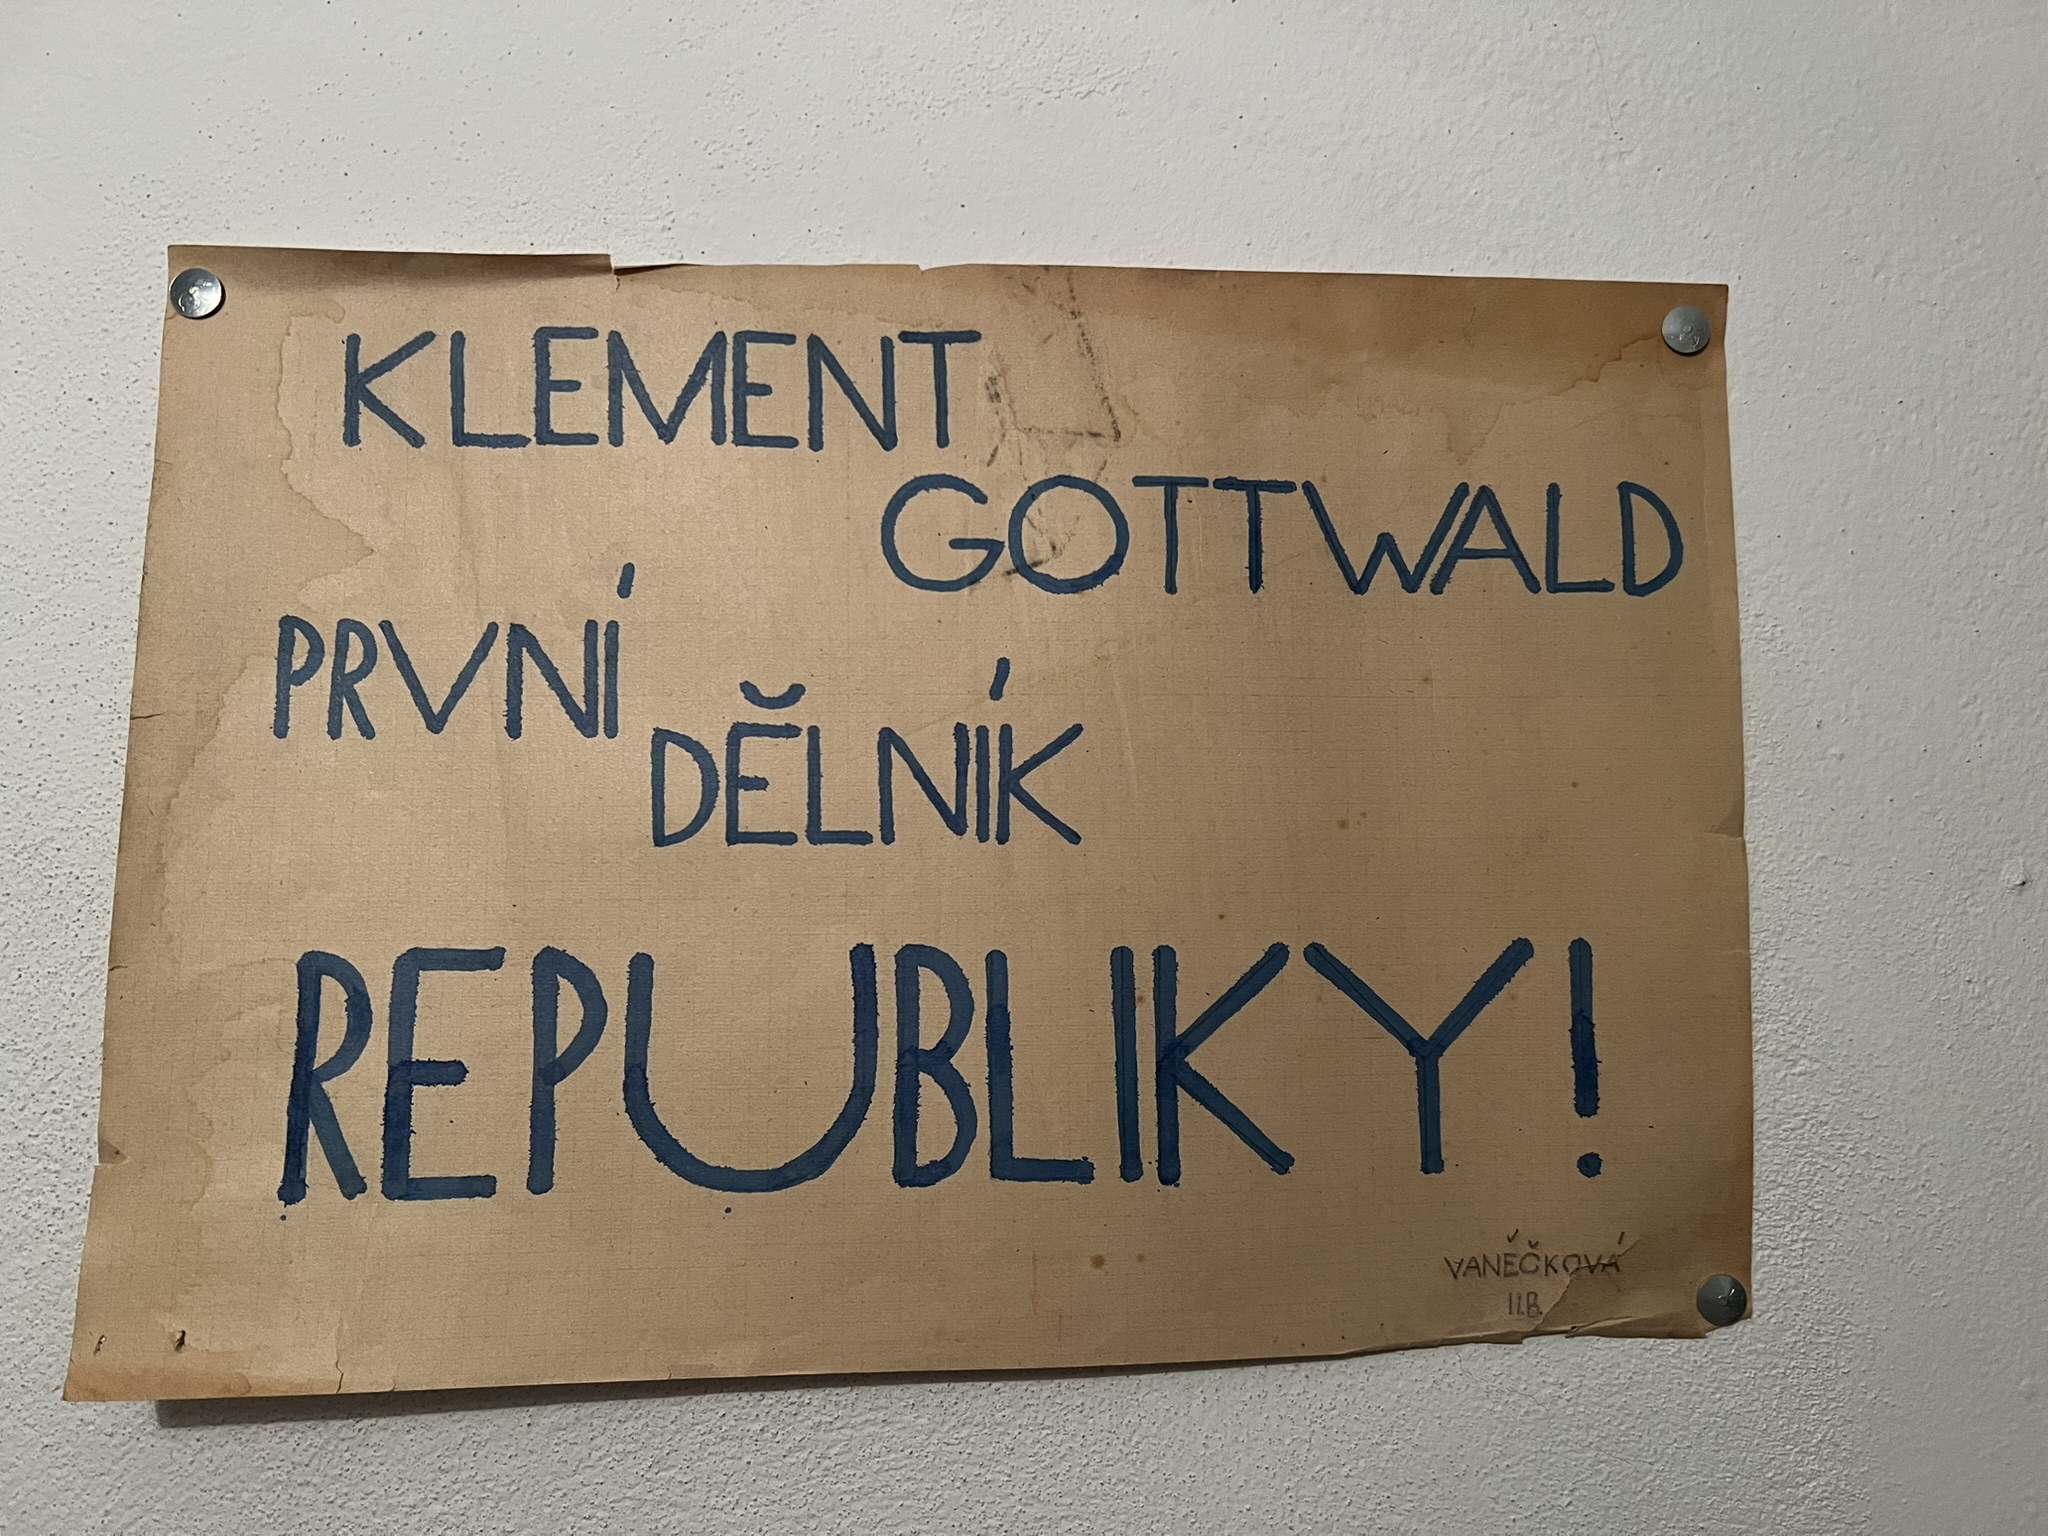 KLEMENT
GOTTWALD
PRVNÍ
DĚLNÍK
REPUBLIKY!
VANĚČKOVÁ
II.B.